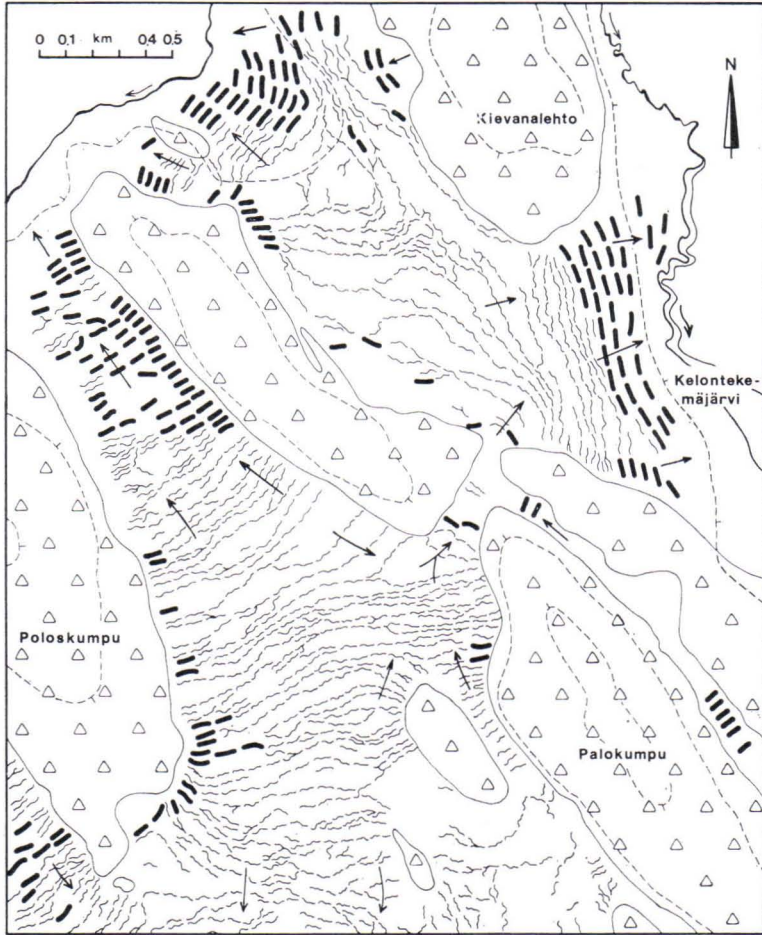 0 0,1 km 0,4 0,5
N
Kievanalehto
Kelonteke-
mäjärvi
Poloskumpu
Palokumpu